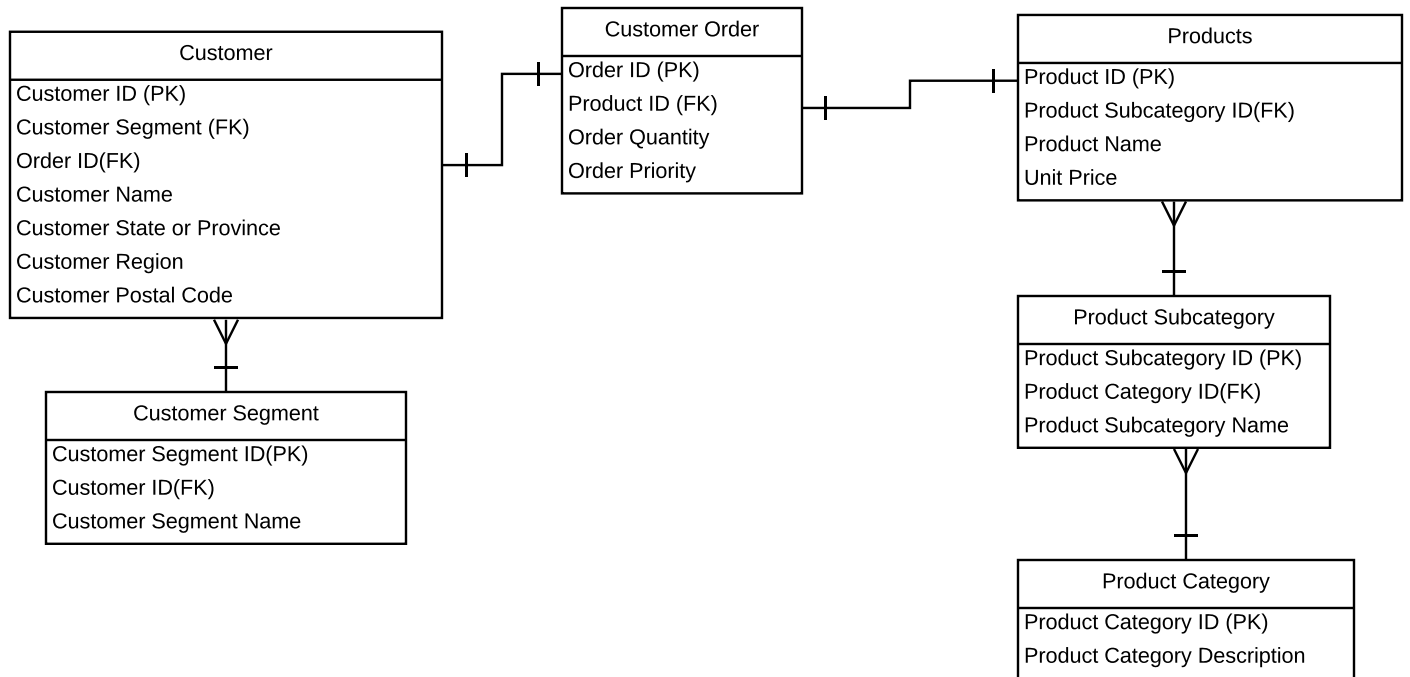 Customer
Customer ID (PK)
Customer Segment (FK)
Order ID(FK)
Customer Name
Customer State or Province
Customer Region
Customer Postal Code
Customer Order
Order ID (PK)
Product ID (FK)
Order Quantity
Order Priority
Products
Product ID (PK)
Product Subcategory ID(FK)
Product Name
Unit Price
Customer Segment
Customer Segment ID(PK)
Customer ID(FK)
Customer Segment Name
Product Subcategory
Product Subcategory ID (PK)
Product Category ID(FK)
Product Subcategory Name
Product Category
Product Category ID (PK)
Product Category Description